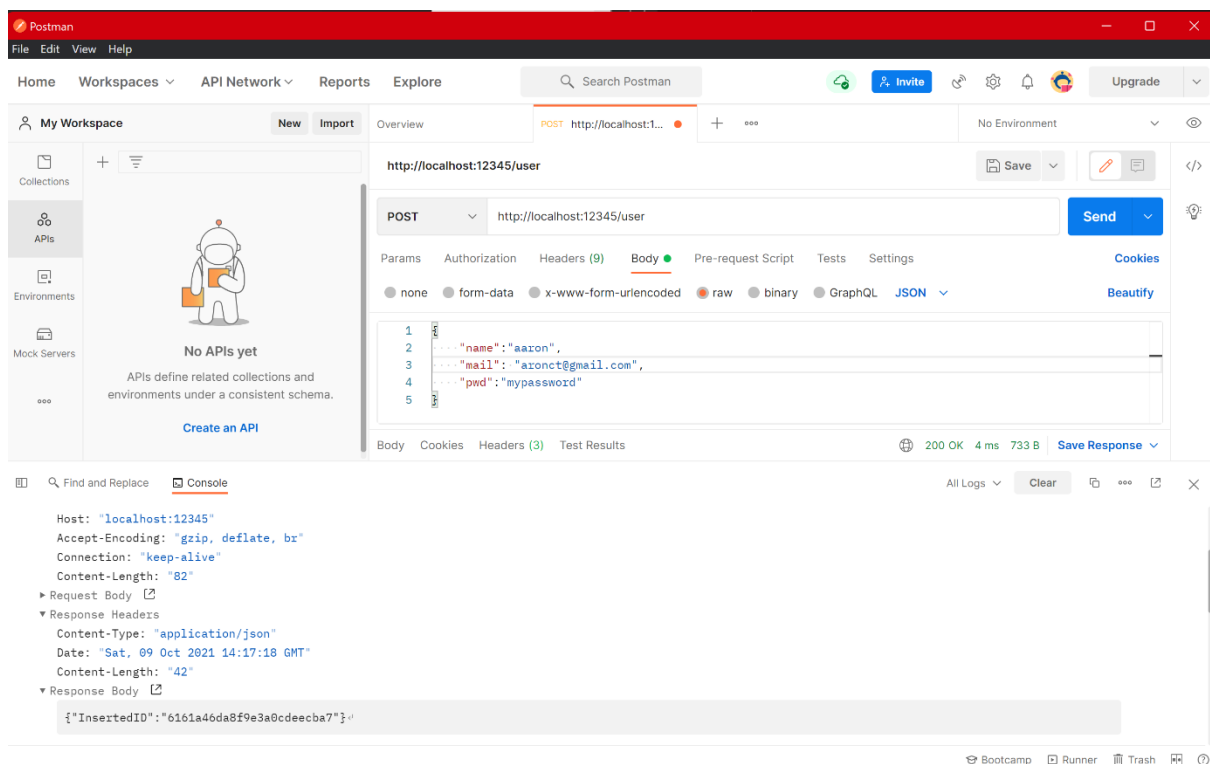 Postman
File Edit View Help
Home Workspaces API Network Reports Explore Search Postman Invite Upgrade
My Workspace New Import Overview POST http://localhost:1... No Environment
Collections
APIs
Environments
Mock Servers
No APIs yet
APIs define related collections and
environments under a consistent schema.
Create an API
http://localhost:12345/user Save
POST http://localhost:12345/user Send
Params Authorization Headers (9) Body Pre-request Script Tests Settings Cookies
none form-data x-www-form-urlencoded raw binary GraphQL JSON Beautify
1 {
2 "name":"aaron",
3 "mail": "aronct@gmail.com",
4 "pwd":"mypassword"
5 }
Body Cookies Headers (3) Test Results 200 OK 4 ms 733 B Save Response
Find and Replace Console All Logs Clear
Host: "localhost:12345"
Accept-Encoding: "gzip, deflate, br"
Connection: "keep-alive"
Content-Length: "82"
Request Body
Response Headers
Content-Type: "application/json"
Date: "Sat, 09 Oct 2021 14:17:18 GMT"
Content-Length: "42"
Response Body
{"InsertedID":"6161a46da8f9e3a0cdeecba7"}
Bootcamp Runner Trash